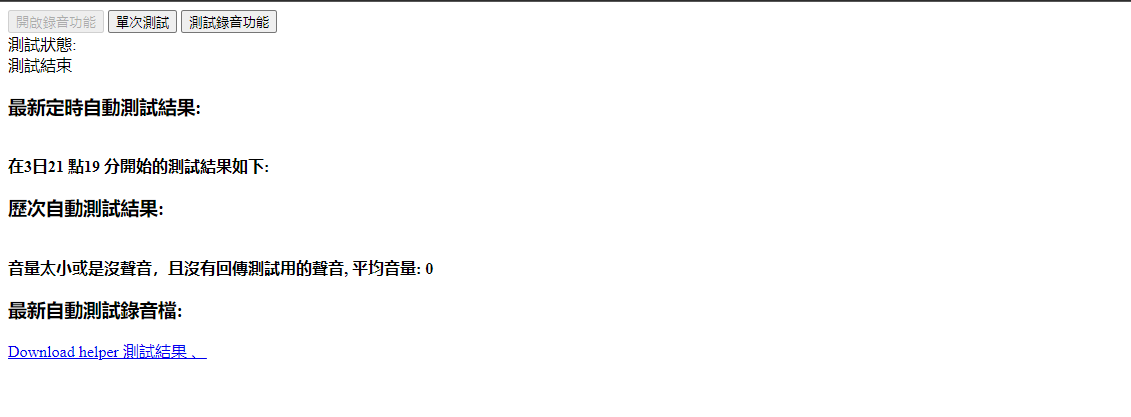 開啟錄音功能 單次測試 測試錄音功能
測試狀態:
測試結束
最新定時自動測試結果:
在3日21 點19 分開始的測試結果如下:
歷次自動測試結果:
音量太小或是沒聲音，且沒有回傳測試用的聲音, 平均音量: 0
最新自動測試錄音檔:
Download helper 測試結果 、